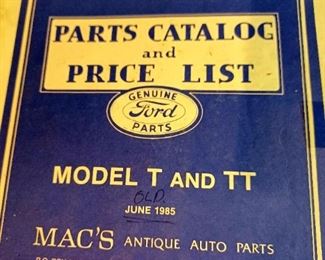 PARTS CATALOG
and
PRICE LIST
GENUINE
Ford
PARTS
MODEL T AND TT
OLD
JUNE 1985
MAC'S ANTIQUE AUTO PARTS